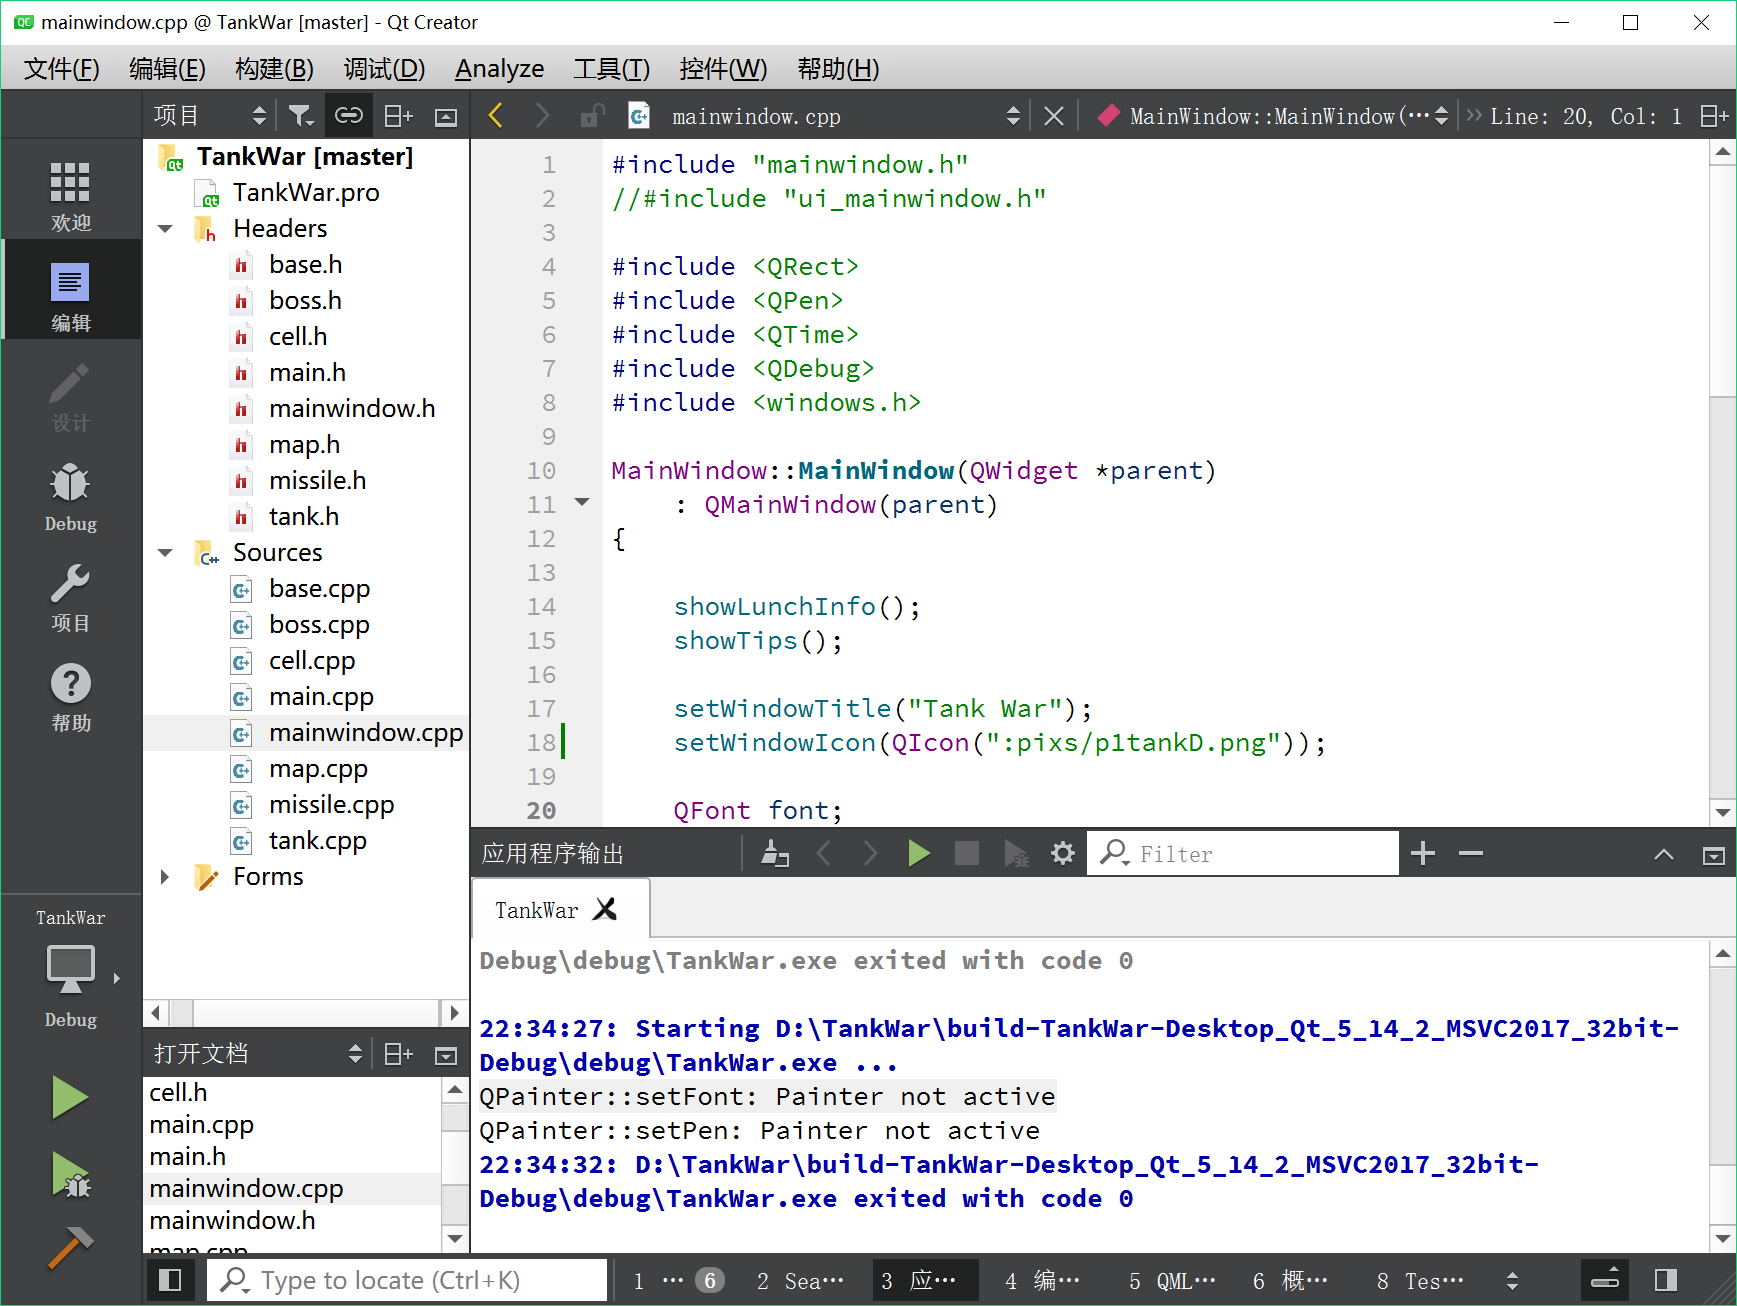 mainwindow.cpp @ TankWar [master] - Qt Creator
文件(F) 编辑(E) 构建(B) 调试(D) Analyze 工具(T) 控件(W) 帮助(H)
项目
mainwindow.cpp
MainWindow::MainWindow(⋯
Line: 20, Col: 1
欢迎
编辑
设计
Debug
项目
帮助
TankWar
Debug
TankWar [master]
TankWar.pro
Headers
base.h
boss.h
cell.h
main.h
mainwindow.h
map.h
missile.h
tank.h
Sources
base.cpp
boss.cpp
cell.cpp
main.cpp
mainwindow.cpp
map.cpp
missile.cpp
tank.cpp
Forms
打开文档
cell.h
main.cpp
main.h
mainwindow.cpp
mainwindow.h
map.cpp
1 #include "mainwindow.h"
2 //#include "ui_mainwindow.h"
3
4 #include <QRect>
5 #include <QPen>
6 #include <QTime>
7 #include <QDebug>
8 #include <windows.h>
9
10 MainWindow::MainWindow(QWidget *parent)
11     : QMainWindow(parent)
12 {
13
14     showLunchInfo();
15     showTips();
16
17     setWindowTitle("Tank War");
18     setWindowIcon(QIcon(":pixs/p1tankD.png"));
19
20     QFont font;
应用程序输出
Filter
TankWar
Debug\debug\TankWar.exe exited with code 0
22:34:27: Starting D:\TankWar\build-TankWar-Desktop_Qt_5_14_2_MSVC2017_32bit-
Debug\debug\TankWar.exe ...
QPainter::setFont: Painter not active
QPainter::setPen: Painter not active
22:34:32: D:\TankWar\build-TankWar-Desktop_Qt_5_14_2_MSVC2017_32bit-
Debug\debug\TankWar.exe exited with code 0
Type to locate (Ctrl+K)
1 ⋯ 6 2 Sea⋯ 3 应⋯ 4 编⋯ 5 QML⋯ 6 概⋯ 8 Tes⋯